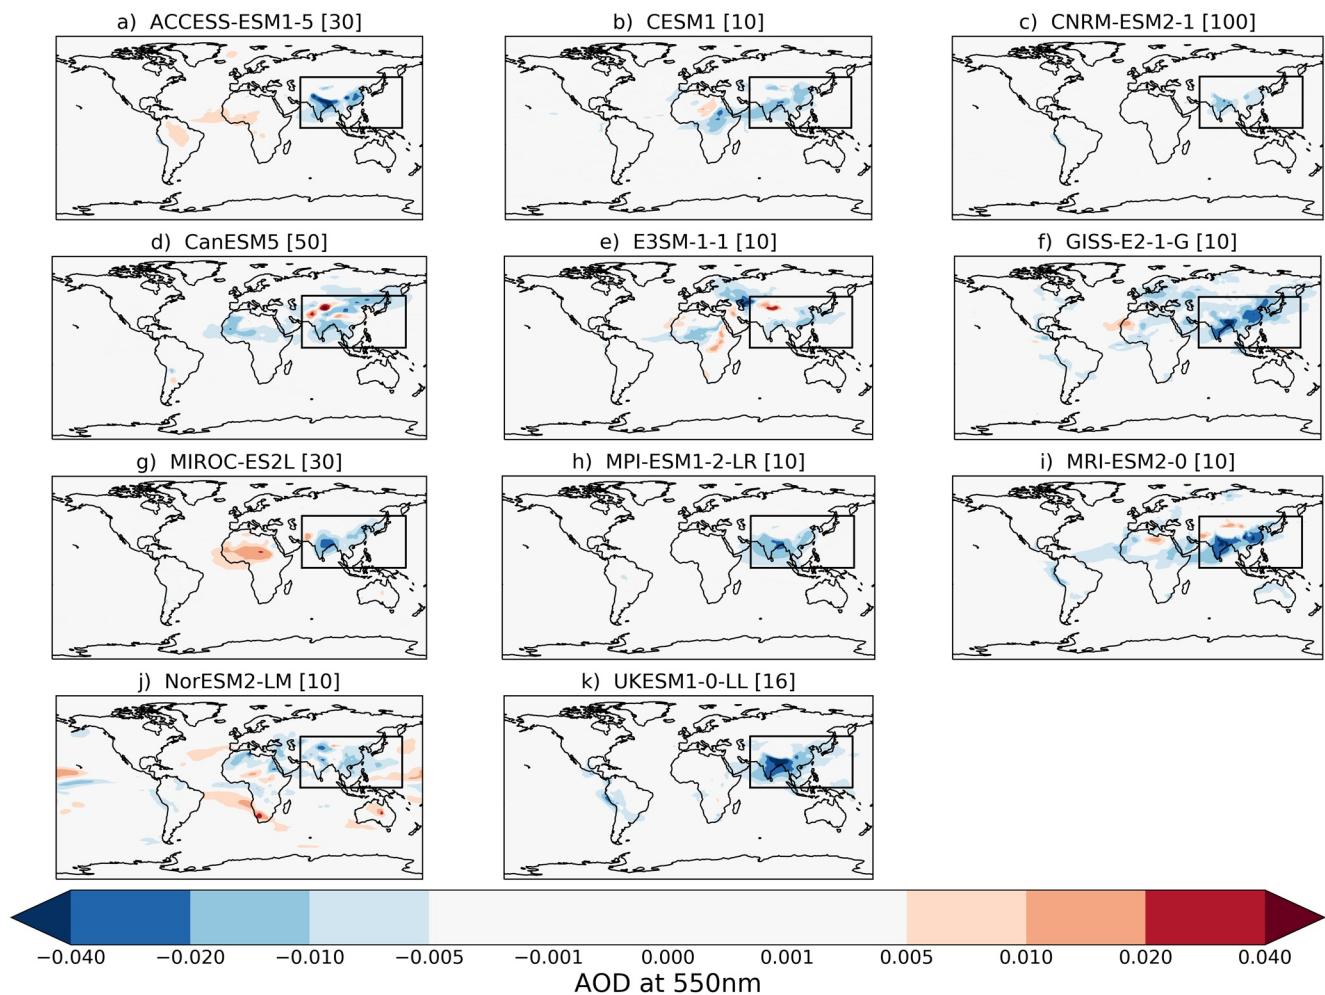 a) ACCESS-ESM1-5 [30]
b) CESM1 [10]
c) CNRM-ESM2-1 [100]
d) CanESM5 [50]
e) E3SM-1-1 [10]
f) GISS-E2-1-G [10]
g) MIROC-ES2L [30]
h) MPI-ESM1-2-LR [10]
i) MRI-ESM2-0 [10]
j) NorESM2-LM [10]
k) UKESM1-0-LL [16]
−0.040 −0.020 −0.010 −0.005 −0.001 0.000 0.001 0.005 0.010 0.020 0.040
AOD at 550nm